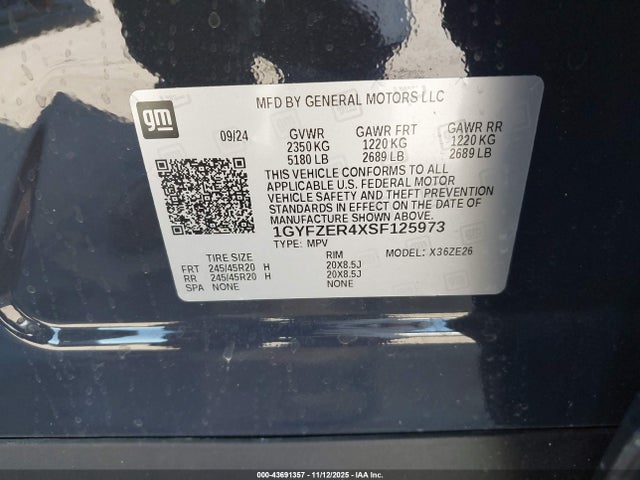 MFD BY GENERAL MOTORS LLC
gm
09/24 GVWR GAWR FRT GAWR RR
2350 KG 1220 KG 1220 KG
5180 LB 2689 LB 2689 LB
THIS VEHICLE CONFORMS TO ALL
APPLICABLE U.S. FEDERAL MOTOR
VEHICLE SAFETY AND THEFT PREVENTION
STANDARDS IN EFFECT ON THE DATE OF
MANUFACTURE SHOWN ABOVE.
1GYFZER4XSF125973
TYPE: MPV MODEL: X36ZE26
TIRE SIZE RIM
FRT 245/45R20 H 20X8.5J
RR 245/45R20 H 20X8.5J
SPA NONE NONE
000-43691357 - 11/12/2025 - IAA Inc.